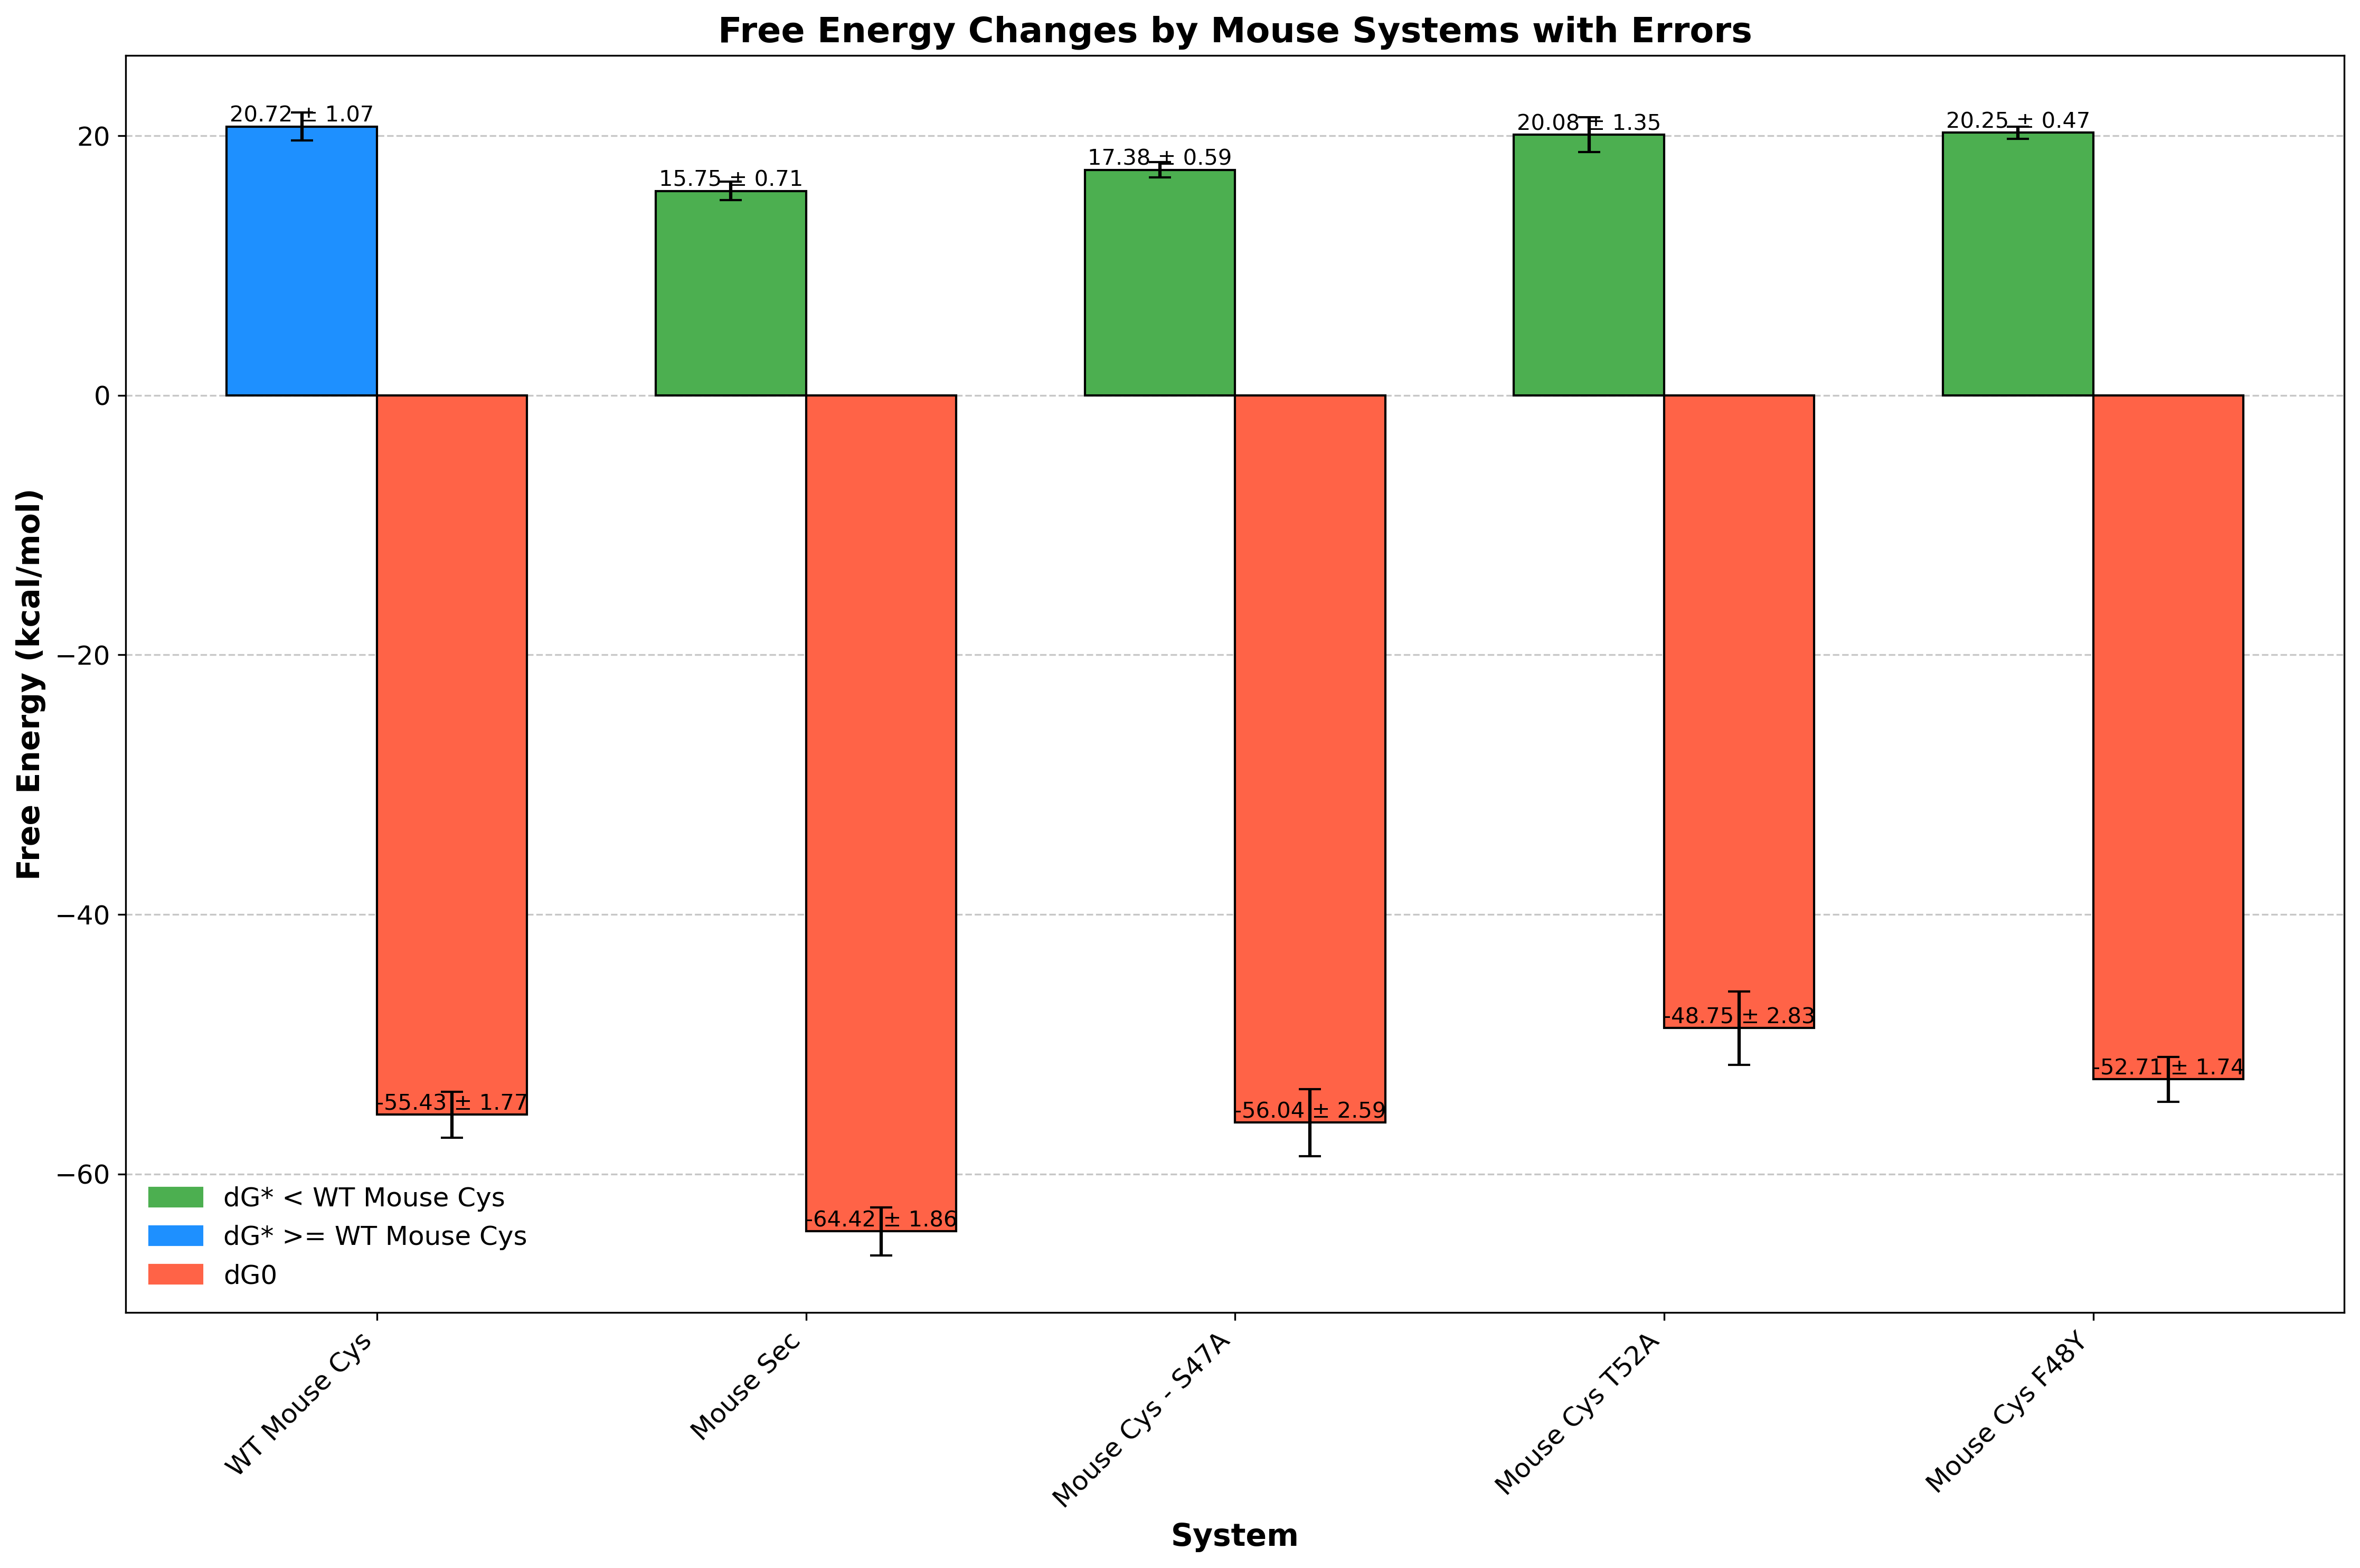 Free Energy Changes by Mouse Systems with Errors
Free Energy (kcal/mol)
20
0
−20
−40
−60
20.72 ± 1.07
-55.43 ± 1.77
15.75 ± 0.71
-64.42 ± 1.86
17.38 ± 0.59
-56.04 ± 2.59
20.08 ± 1.35
-48.75 ± 2.83
20.25 ± 0.47
-52.71 ± 1.74
dG* < WT Mouse Cys
dG* >= WT Mouse Cys
dG0
WT Mouse Cys
Mouse Sec
Mouse Cys - S47A
Mouse Cys T52A
Mouse Cys F48Y
System